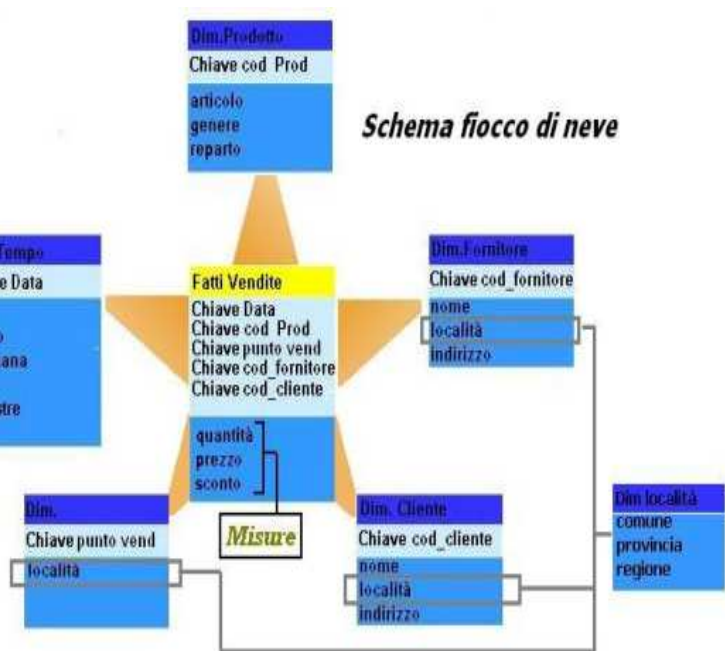 Dim.Prodotto
Chiave cod Prod
articolo
genere
reparto
Schema fiocco di neve
Tempo
e Data
o
ana
stre
Fatti Vendite
Chiave Data
Chiave cod Prod
Chiave punto vend
Chiave cod_fornitore
Chiave cod_cliente
quantità
prezzo
sconto
Misure
Dim.Fornitore
Chiave cod_fornitore
nome
località
indirizzo
Dim.
Chiave punto vend
località
Dim. Cliente
Chiave cod_cliente
nome
località
indirizzo
Dim località
comune
provincia
regione